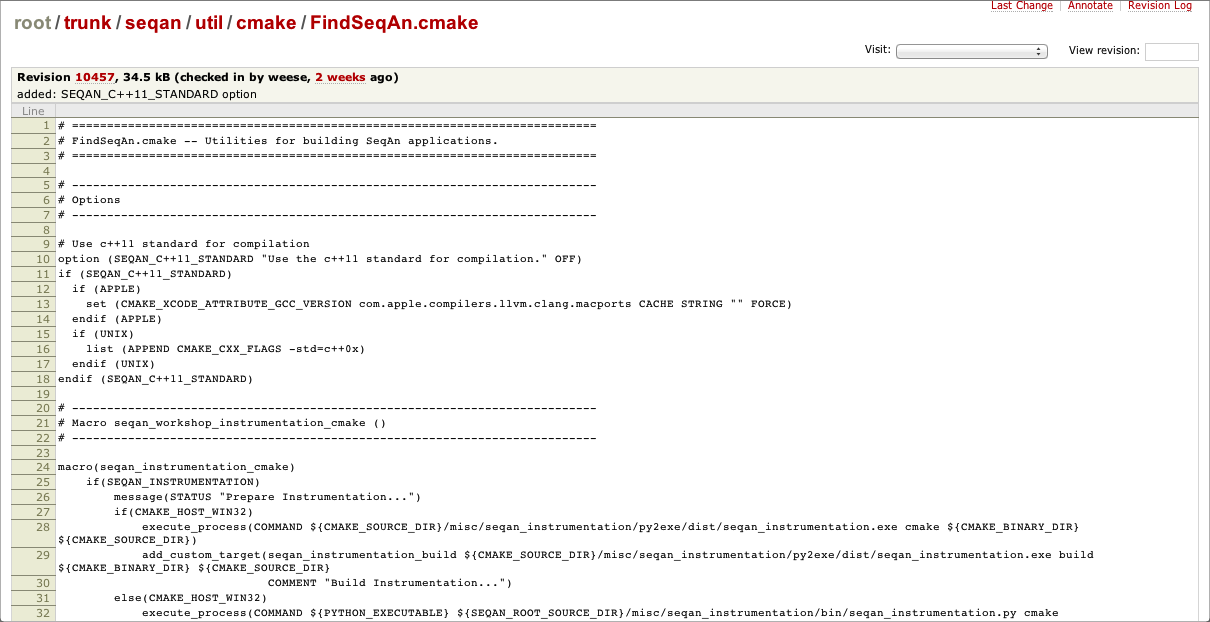 Last Change | Annotate | Revision Log
root / trunk / seqan / util / cmake / FindSeqAn.cmake
Visit: View revision:
Revision 10457, 34.5 kB (checked in by weese, 2 weeks ago)
added: SEQAN_C++11_STANDARD option
Line
1 # ===========================================================================
2 # FindSeqAn.cmake -- Utilities for building SeqAn applications.
3 # ===========================================================================
4
5 # ---------------------------------------------------------------------------
6 # Options
7 # ---------------------------------------------------------------------------
8
9 # Use c++11 standard for compilation
10 option (SEQAN_C++11_STANDARD "Use the c++11 standard for compilation." OFF)
11 if (SEQAN_C++11_STANDARD)
12   if (APPLE)
13     set (CMAKE_XCODE_ATTRIBUTE_GCC_VERSION com.apple.compilers.llvm.clang.macports CACHE STRING "" FORCE)
14   endif (APPLE)
15   if (UNIX)
16     list (APPEND CMAKE_CXX_FLAGS -std=c++0x)
17   endif (UNIX)
18 endif (SEQAN_C++11_STANDARD)
19
20 # ---------------------------------------------------------------------------
21 # Macro seqan_workshop_instrumentation_cmake ()
22 # ---------------------------------------------------------------------------
23
24 macro(seqan_instrumentation_cmake)
25     if(SEQAN_INSTRUMENTATION)
26         message(STATUS "Prepare Instrumentation...")
27         if(CMAKE_HOST_WIN32)
28             execute_process(COMMAND ${CMAKE_SOURCE_DIR}/misc/seqan_instrumentation/py2exe/dist/seqan_instrumentation.exe cmake ${CMAKE_BINARY_DIR}
${CMAKE_SOURCE_DIR})
29             add_custom_target(seqan_instrumentation_build ${CMAKE_SOURCE_DIR}/misc/seqan_instrumentation/py2exe/dist/seqan_instrumentation.exe build
${CMAKE_BINARY_DIR} ${CMAKE_SOURCE_DIR}
30                               COMMENT "Build Instrumentation...")
31         else(CMAKE_HOST_WIN32)
32             execute_process(COMMAND ${PYTHON_EXECUTABLE} ${SEQAN_ROOT_SOURCE_DIR}/misc/seqan_instrumentation/bin/seqan_instrumentation.py cmake